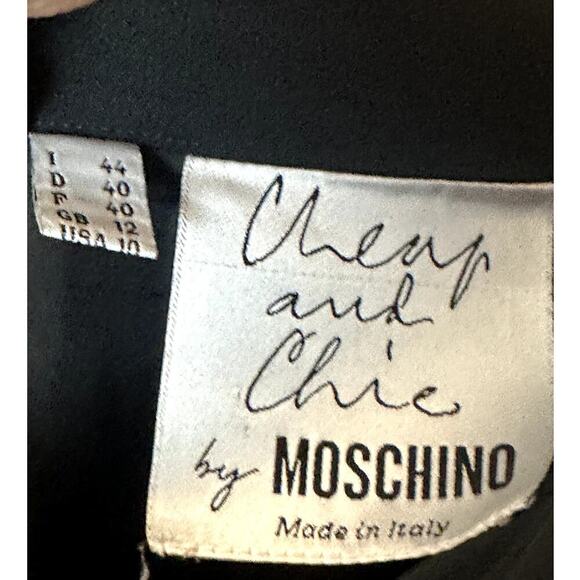 I 44
D 40
F 40
GB 12
USA 10
Cheap
and
Chic
by MOSCHINO
Made in Italy